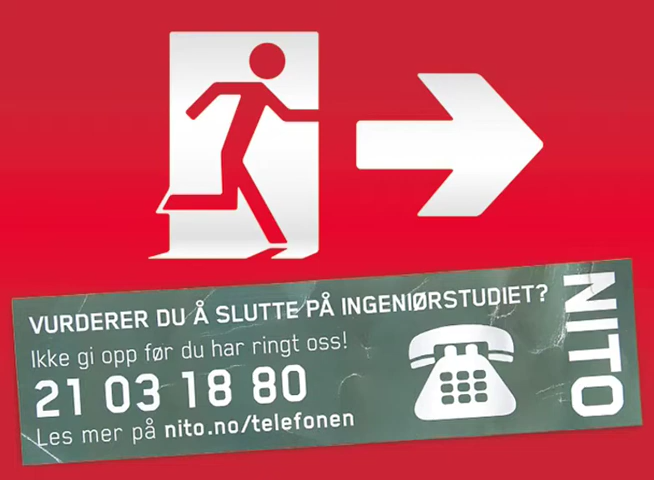 VURDERER DU Å SLUTTE PÅ INGENIØRSTUDIET?
Ikke gi opp før du har ringt oss!
21 03 18 80
Les mer på nito.no/telefonen
NITO